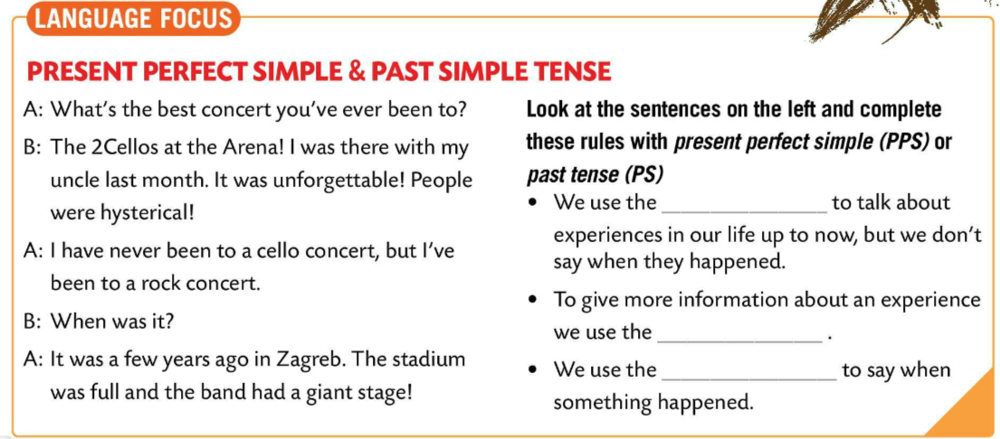 LANGUAGE FOCUS
PRESENT PERFECT SIMPLE & PAST SIMPLE TENSE
A: What's the best concert you've ever been to?
B: The 2Cellos at the Arena! I was there with my
uncle last month. It was unforgettable! People
were hysterical!
A: I have never been to a cello concert, but I've
been to a rock concert.
B: When was it?
A: It was a few years ago in Zagreb. The stadium
was full and the band had a giant stage!
Look at the sentences on the left and complete
these rules with present perfect simple (PPS) or
past tense (PS)
• We use the _______________ to talk about
experiences in our life up to now, but we don't
say when they happened.
• To give more information about an experience
we use the _______________ .
• We use the ________________ to say when
something happened.